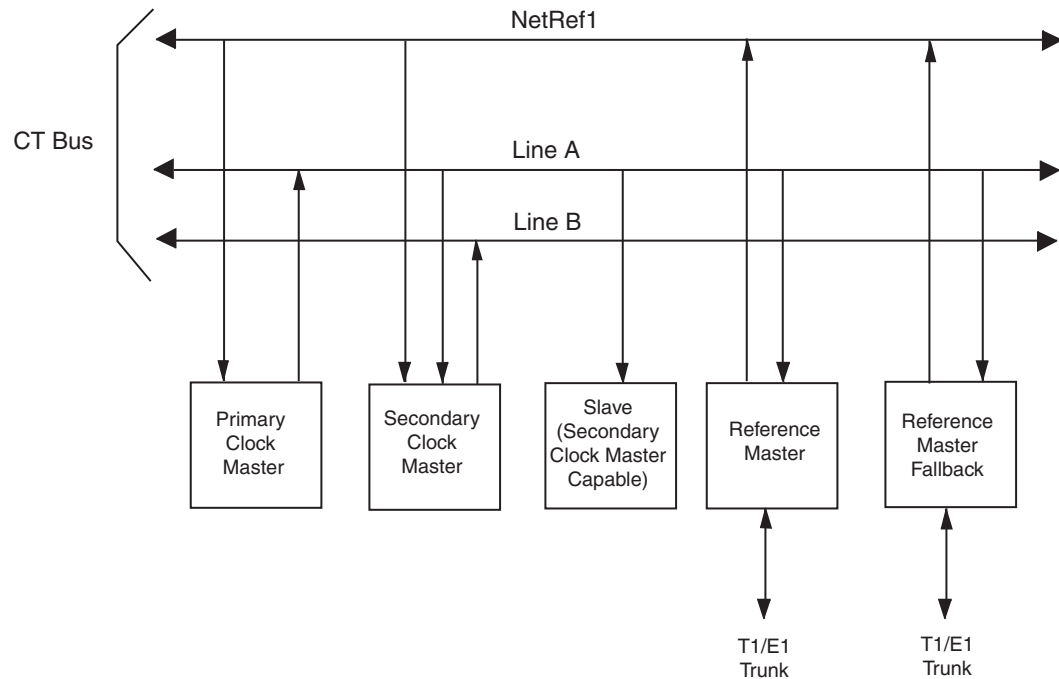 NetRef1
CT Bus
Line A
Line B
Primary
Clock
Master
Secondary
Clock
Master
Slave
(Secondary
Clock Master
Capable)
Reference
Master
Reference
Master
Fallback
T1/E1
Trunk
T1/E1
Trunk